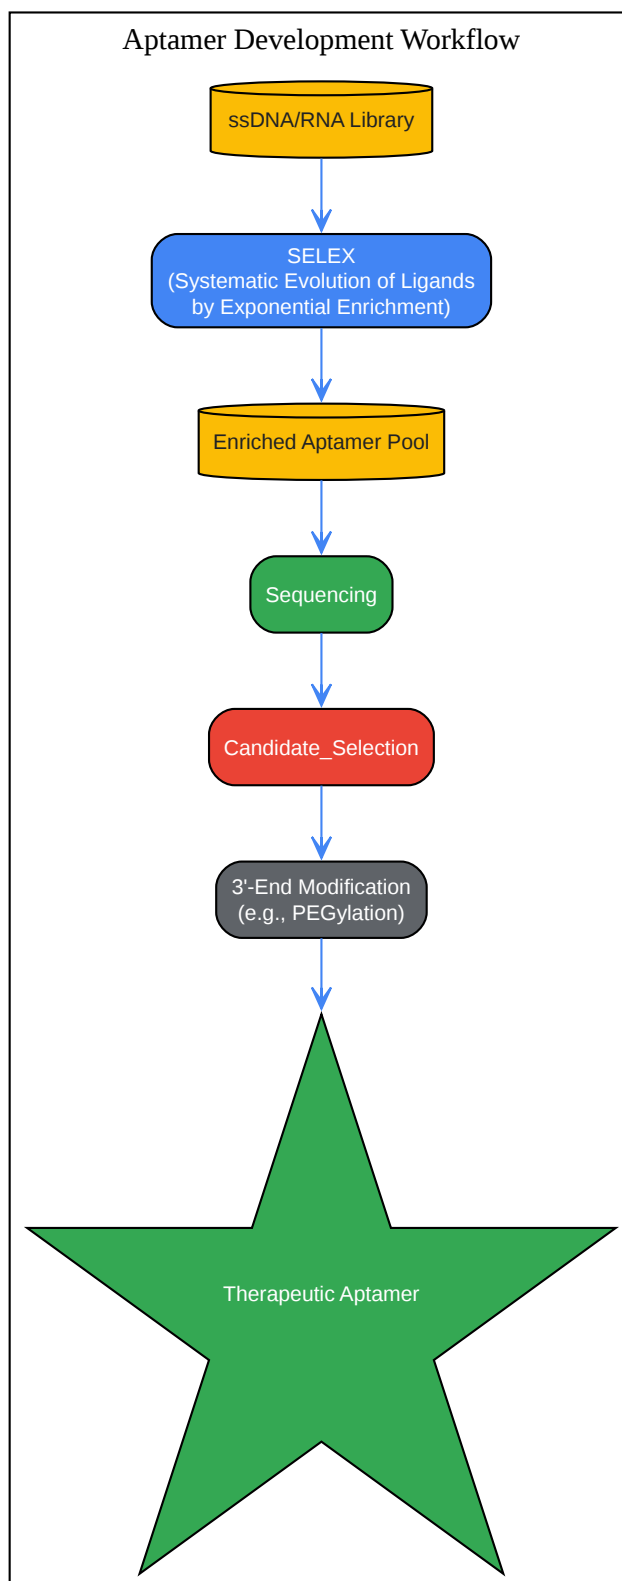 Aptamer Development Workflow
ssDNA/RNA Library
SELEX
(Systematic Evolution of Ligands
by Exponential Enrichment)
Enriched Aptamer Pool
Sequencing
Candidate_Selection
3'-End Modification
(e.g., PEGylation)
Therapeutic Aptamer